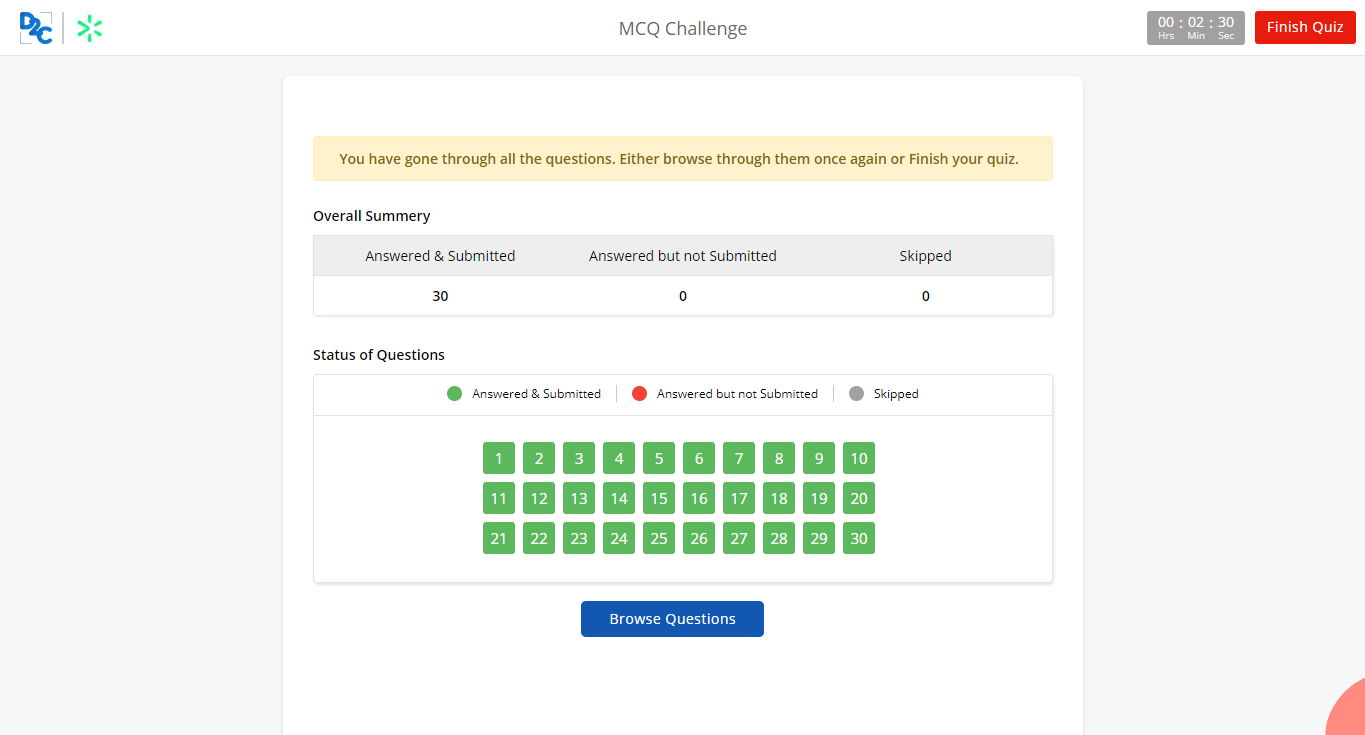 D2C
MCQ Challenge
00 : 02 : 30
Hrs Min Sec
Finish Quiz
You have gone through all the questions. Either browse through them once again or Finish your quiz.
Overall Summery
Answered & Submitted Answered but not Submitted Skipped
30 0 0
Status of Questions
Answered & Submitted Answered but not Submitted Skipped
1 2 3 4 5 6 7 8 9 10
11 12 13 14 15 16 17 18 19 20
21 22 23 24 25 26 27 28 29 30
Browse Questions